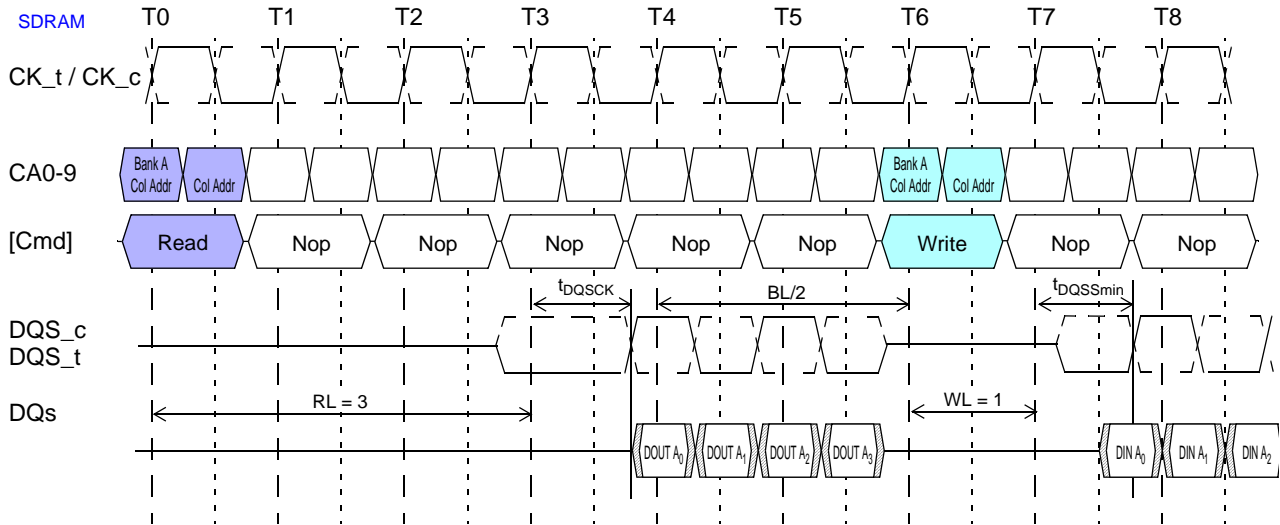 SDRAM T0 T1 T2 T3 T4 T5 T6 T7 T8
CK_t / CK_c
CA0-9 Bank A Col Addr Col Addr Bank A Col Addr Col Addr
[Cmd] Read Nop Nop Nop Nop Nop Write Nop Nop
tDQSCK BL/2 tDQSSmin
DQS_c
DQS_t
DQs RL = 3 WL = 1
DOUT A0 DOUT A1 DOUT A2 DOUT A3 DIN A0 DIN A1 DIN A2